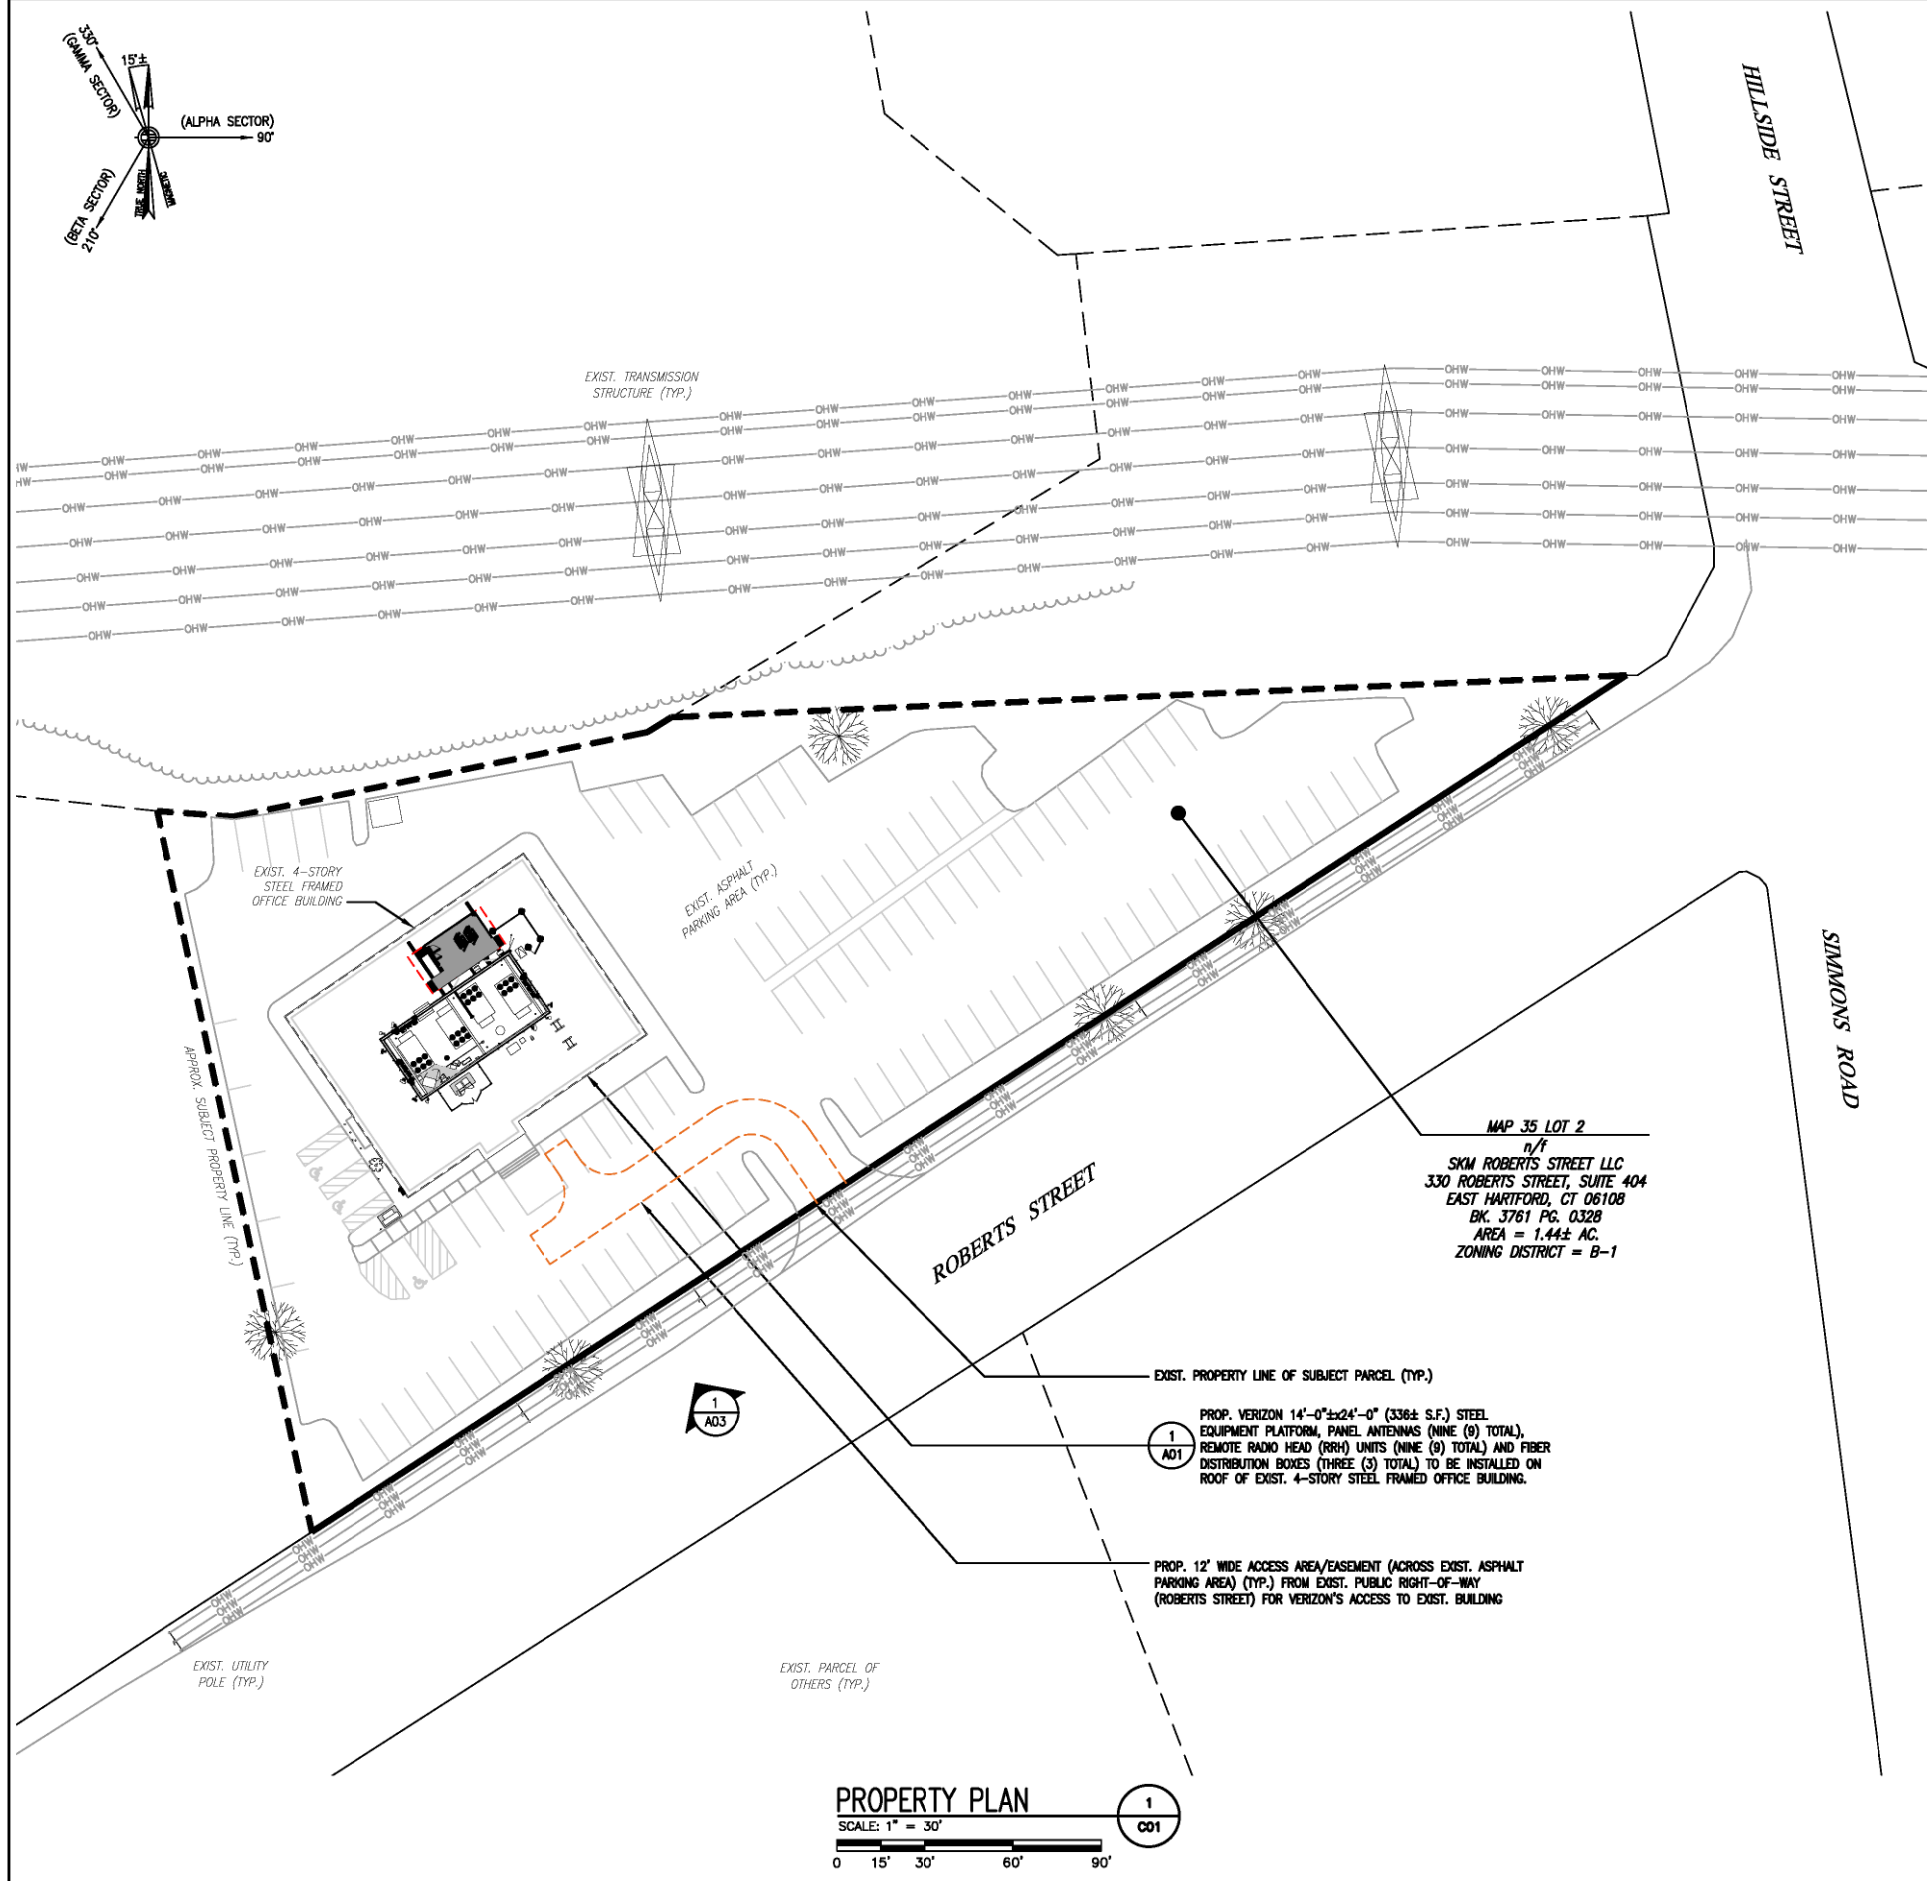 330°
(GAMMA SECTOR)
15°±
(ALPHA SECTOR)
90°
(BETA SECTOR)
210°
TRUE NORTH
MAGNETIC
HILLSIDE STREET
EXIST. TRANSMISSION
STRUCTURE (TYP.)
OHW
EXIST. 4-STORY
STEEL FRAMED
OFFICE BUILDING
EXIST. ASPHALT
PARKING AREA (TYP.)
APPROX. SUBJECT PROPERTY LINE (TYP.)
SIMMONS ROAD
MAP 35 LOT 2
n/f
SKM ROBERTS STREET LLC
330 ROBERTS STREET, SUITE 404
EAST HARTFORD, CT 06108
BK. 3761 PG. 0328
AREA = 1.44± AC.
ZONING DISTRICT = B-1
ROBERTS STREET
EXIST. PROPERTY LINE OF SUBJECT PARCEL (TYP.)
1
A03
1
A01
PROP. VERIZON 14'-0"±x24'-0" (336± S.F.) STEEL
EQUIPMENT PLATFORM, PANEL ANTENNAS (NINE (9) TOTAL),
REMOTE RADIO HEAD (RRH) UNITS (NINE (9) TOTAL) AND FIBER
DISTRIBUTION BOXES (THREE (3) TOTAL) TO BE INSTALLED ON
ROOF OF EXIST. 4-STORY STEEL FRAMED OFFICE BUILDING.
PROP. 12' WIDE ACCESS AREA/EASEMENT (ACROSS EXIST. ASPHALT
PARKING AREA) (TYP.) FROM EXIST. PUBLIC RIGHT-OF-WAY
(ROBERTS STREET) FOR VERIZON'S ACCESS TO EXIST. BUILDING
EXIST. UTILITY
POLE (TYP.)
EXIST. PARCEL OF
OTHERS (TYP.)
PROPERTY PLAN
SCALE: 1" = 30'
0 15' 30' 60' 90'
1
C01